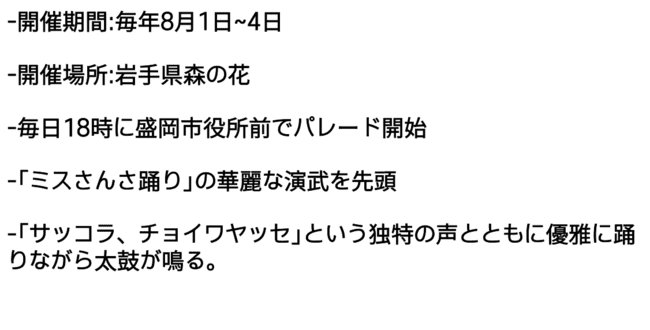 -開催期間:毎年8月1日~4日
-開催場所:岩手県森の花
-毎日18時に盛岡市役所前でパレード開始
-｢ミスさんさ踊り｣の華麗な演武を先頭
-｢サッコラ、チョイワヤッセ｣という独特の声とともに優雅に踊
りながら太鼓が鳴る。